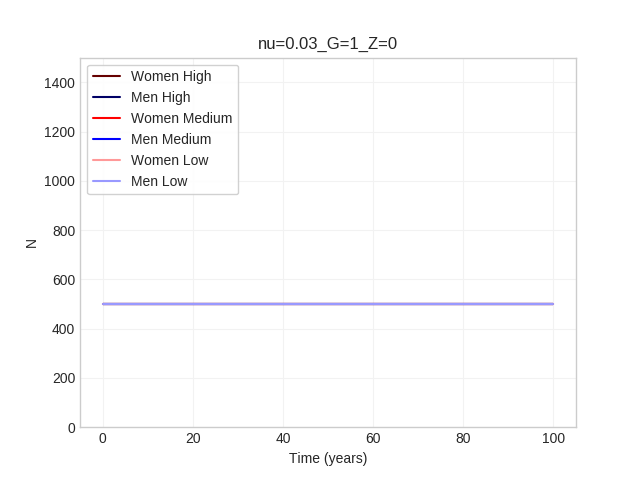 nu=0.03_G=1_Z=0
Women High
Men High
Women Medium
Men Medium
Women Low
Men Low
1400
1200
1000
800
600
400
200
0
N
0 20 40 60 80 100
Time (years)